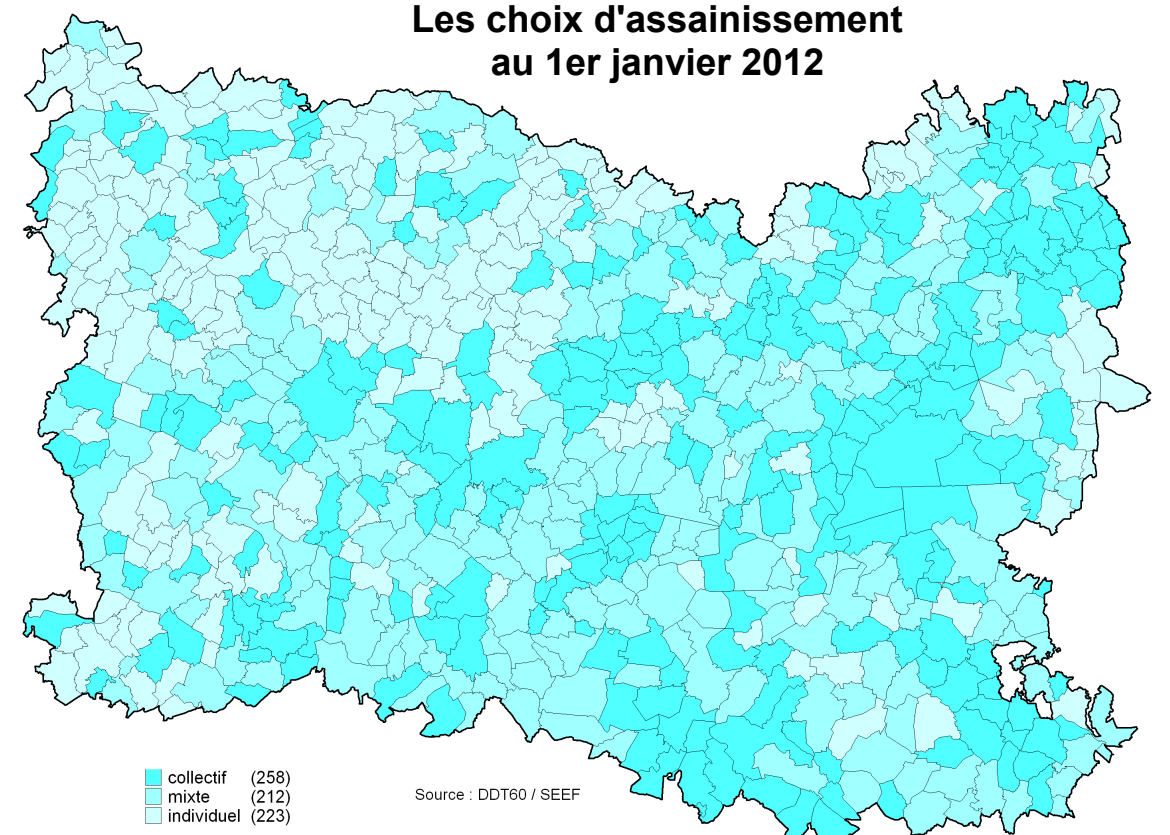 Les choix d'assainissement
au 1er janvier 2012
collectif (258)
mixte (212)
individuel (223)
Source : DDT60 / SEEF